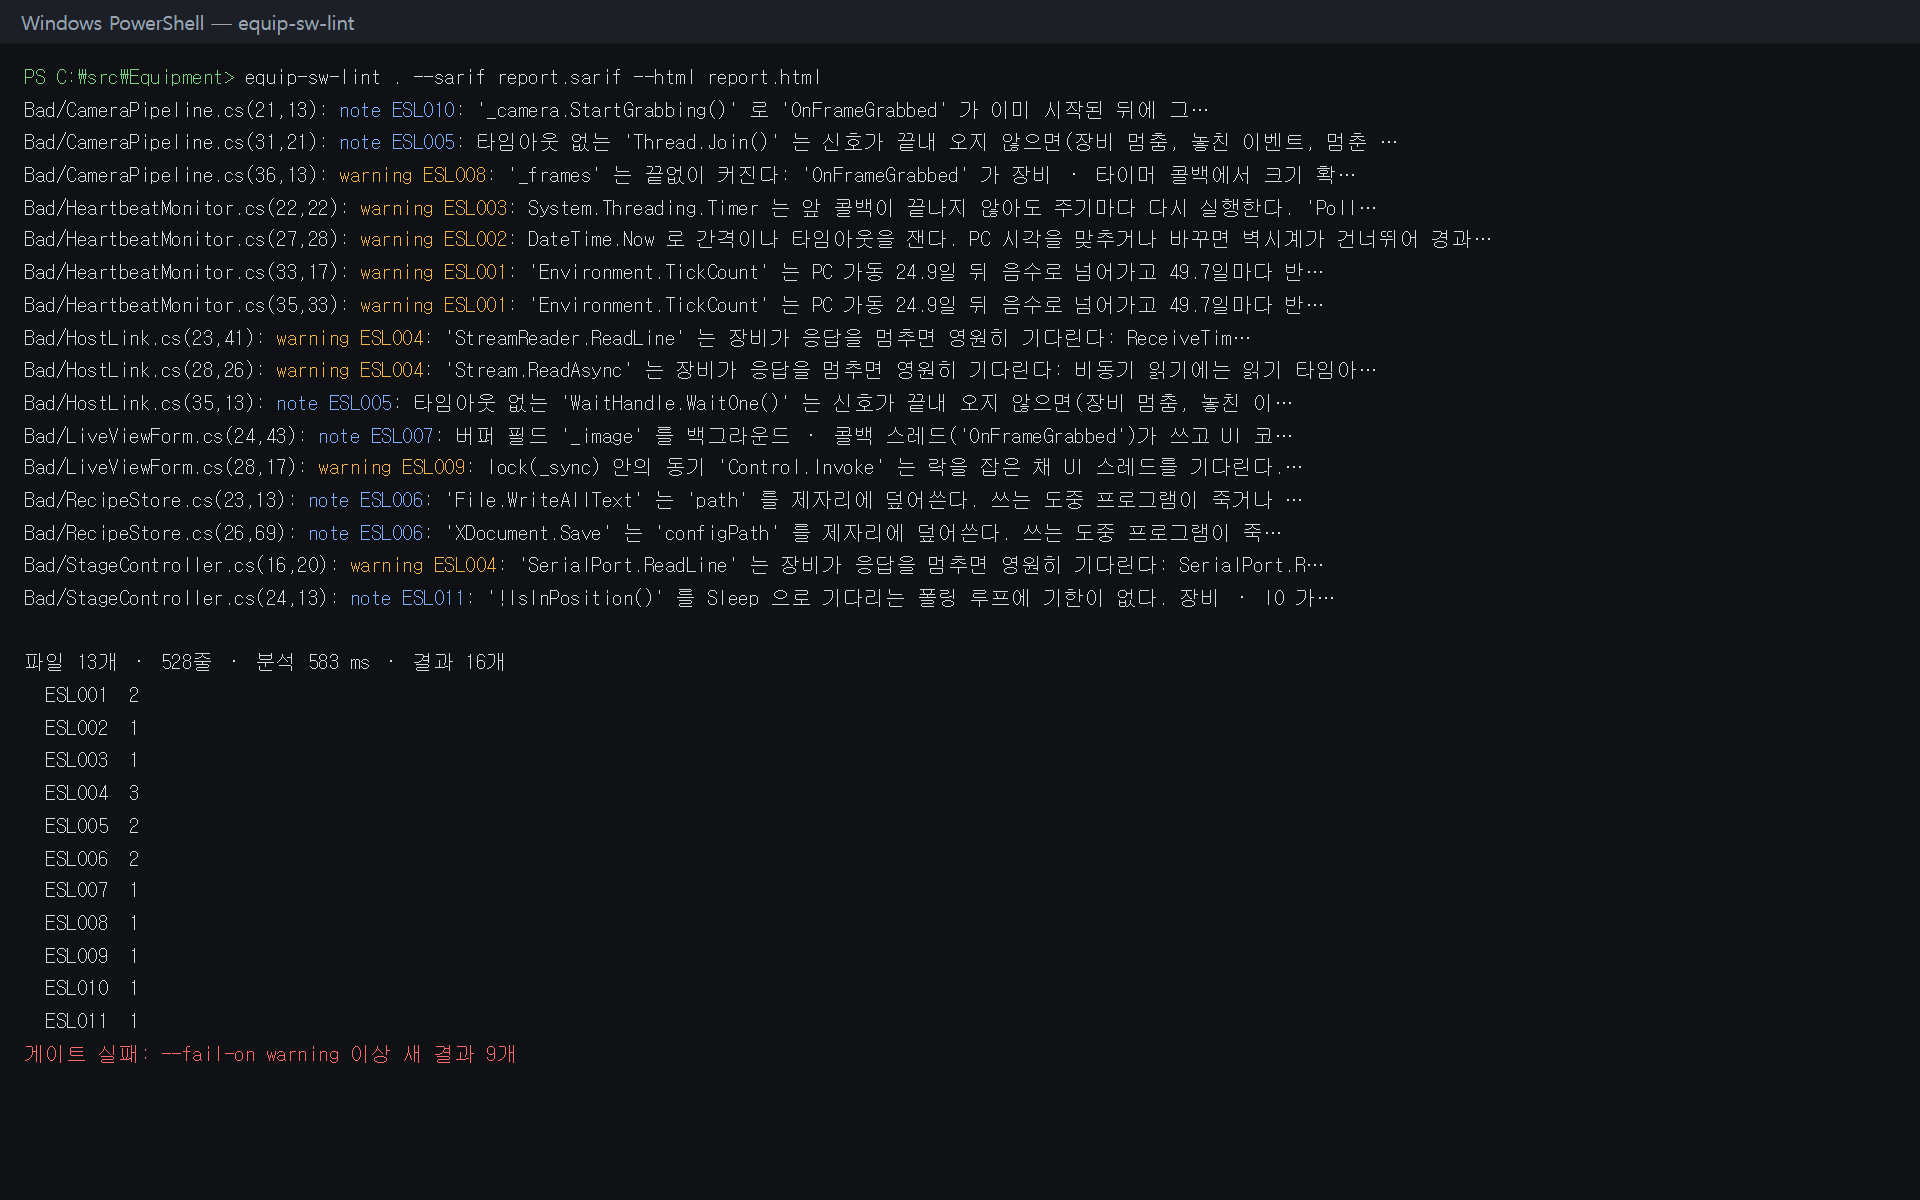 Windows PowerShell — equip-sw-lint
PS C:₩src₩Equipment> equip-sw-lint . --sarif report.sarif --html report.html
Bad/CameraPipeline.cs(21,13): note ESL010: '_camera.StartGrabbing()' 로 'OnFrameGrabbed' 가 이미 시작된 뒤에 그…
Bad/CameraPipeline.cs(31,21): note ESL005: 타임아웃 없는 'Thread.Join()' 는 신호가 끝내 오지 않으면(장비 멈춤, 놓친 이벤트, 멈춘 …
Bad/CameraPipeline.cs(36,13): warning ESL008: '_frames' 는 끝없이 커진다: 'OnFrameGrabbed' 가 장비 · 타이머 콜백에서 크기 확…
Bad/HeartbeatMonitor.cs(22,22): warning ESL003: System.Threading.Timer 는 앞 콜백이 끝나지 않아도 주기마다 다시 실행한다. 'Poll…
Bad/HeartbeatMonitor.cs(27,28): warning ESL002: DateTime.Now 로 간격이나 타임아웃을 잰다. PC 시각을 맞추거나 바꾸면 벽시계가 건너뛰어 경과…
Bad/HeartbeatMonitor.cs(33,17): warning ESL001: 'Environment.TickCount' 는 PC 가동 24.9일 뒤 음수로 넘어가고 49.7일마다 반…
Bad/HeartbeatMonitor.cs(35,33): warning ESL001: 'Environment.TickCount' 는 PC 가동 24.9일 뒤 음수로 넘어가고 49.7일마다 반…
Bad/HostLink.cs(23,41): warning ESL004: 'StreamReader.ReadLine' 는 장비가 응답을 멈추면 영원히 기다린다: ReceiveTim…
Bad/HostLink.cs(28,26): warning ESL004: 'Stream.ReadAsync' 는 장비가 응답을 멈추면 영원히 기다린다: 비동기 읽기에는 읽기 타임아…
Bad/HostLink.cs(35,13): note ESL005: 타임아웃 없는 'WaitHandle.WaitOne()' 는 신호가 끝내 오지 않으면(장비 멈춤, 놓친 이…
Bad/LiveViewForm.cs(24,43): note ESL007: 버퍼 필드 '_image' 를 백그라운드 · 콜백 스레드('OnFrameGrabbed')가 쓰고 UI 코…
Bad/LiveViewForm.cs(28,17): warning ESL009: lock(_sync) 안의 동기 'Control.Invoke' 는 락을 잡은 채 UI 스레드를 기다린다.…
Bad/RecipeStore.cs(23,13): note ESL006: 'File.WriteAllText' 는 'path' 를 제자리에 덮어쓴다. 쓰는 도중 프로그램이 죽거나 …
Bad/RecipeStore.cs(26,69): note ESL006: 'XDocument.Save' 는 'configPath' 를 제자리에 덮어쓴다. 쓰는 도중 프로그램이 죽…
Bad/StageController.cs(16,20): warning ESL004: 'SerialPort.ReadLine' 는 장비가 응답을 멈추면 영원히 기다린다: SerialPort.R…
Bad/StageController.cs(24,13): note ESL011: '!IsInPosition()' 를 Sleep 으로 기다리는 폴링 루프에 기한이 없다. 장비 · IO 가…
파일 13개 · 528줄 · 분석 583 ms · 결과 16개
ESL001 2
ESL002 1
ESL003 1
ESL004 3
ESL005 2
ESL006 2
ESL007 1
ESL008 1
ESL009 1
ESL010 1
ESL011 1
게이트 실패: --fail-on warning 이상 새 결과 9개